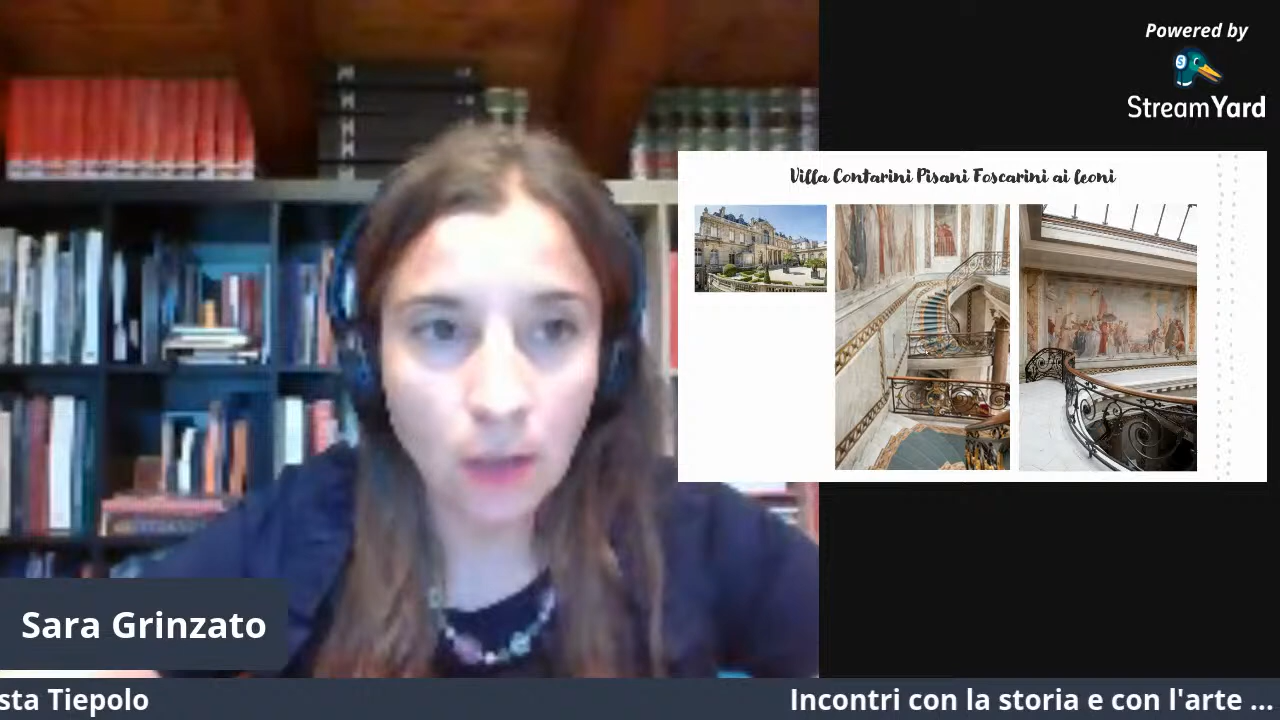 Powered by
StreamYard
Villa Contarini Pisani Foscarini ai leoni
Sara Grinzato
sta Tiepolo
Incontri con la storia e con l'arte ...